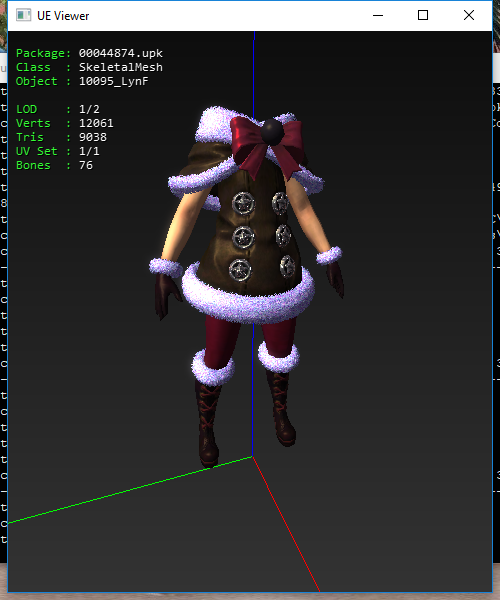 UE Viewer
Package: 00044874.upk
Class  : SkeletalMesh
Object : 10095_LynF
LOD    : 1/2
Verts  : 12061
Tris   : 9038
UV Set : 1/1
Bones  : 76